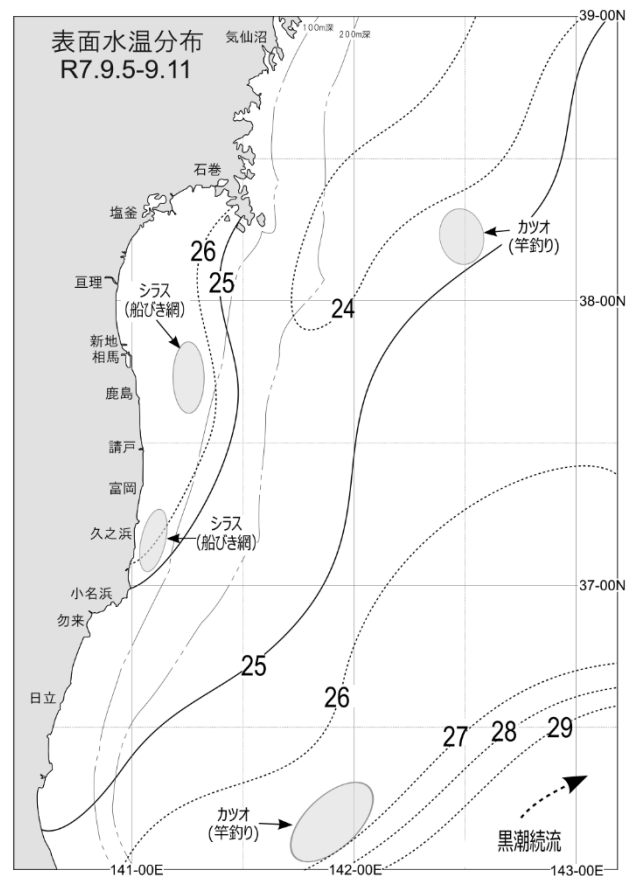 表面水温分布
R7.9.5-9.11
39-00N
気仙沼
100m深
200m深
石巻
塩釜
カツオ
(竿釣り)
26
25
亘理
シラス
(船びき網)
38-00N
24
新地
相馬
鹿島
請戸
富岡
シラス
(船びき網)
久之浜
37-00N
小名浜
勿来
25
26
日立
27
28
29
カツオ
(竿釣り)
黒潮続流
141-00E
142-00E
143-00E